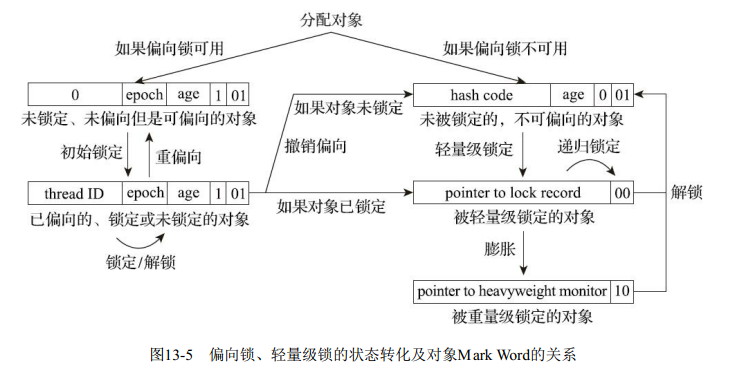 分配对象
如果偏向锁可用
如果偏向锁不可用
0 epoch age 1 01
hash code age 0 01
未锁定、未偏向但是可偏向的对象
如果对象未锁定
未被锁定的，不可偏向的对象
初始锁定
重偏向
撤销偏向
轻量级锁定
递归锁定
thread ID epoch age 1 01
pointer to lock record 00
解锁
已偏向的、锁定或未锁定的对象
如果对象已锁定
被轻量级锁定的对象
锁定/解锁
膨胀
pointer to heavyweight monitor 10
被重量级锁定的对象
图13-5 偏向锁、轻量级锁的状态转化及对象Mark Word的关系